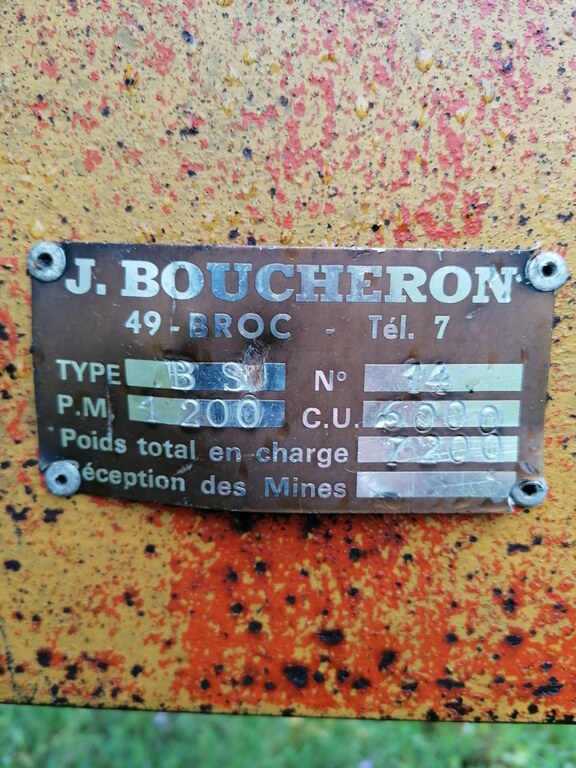 J. BOUCHERON
49 - BROC - Tél. 7
TYPE B S N° 14
P.M. 1 200 C.U. 6000
Poids total en charge 7200
Réception des Mines